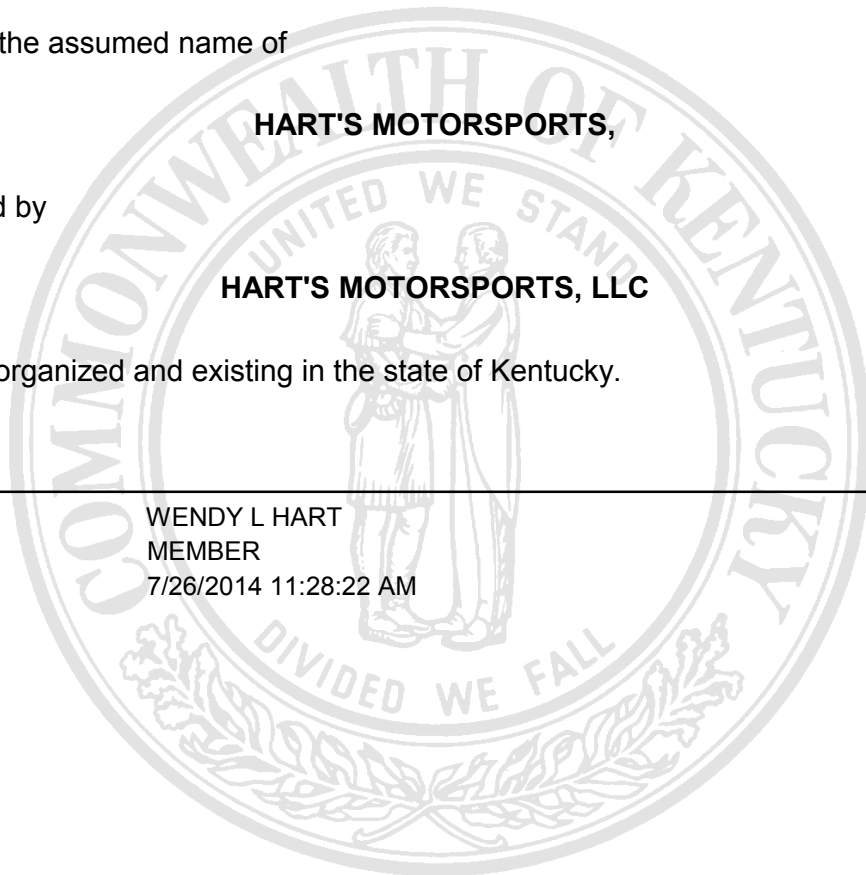 the assumed name of
HART'S MOTORSPORTS,
d by
HART'S MOTORSPORTS, LLC
organized and existing in the state of Kentucky.
WENDY L HART
MEMBER
7/26/2014 11:28:22 AM
COMMONWEALTH OF KENTUCKY
UNITED WE STAND
DIVIDED WE FALL